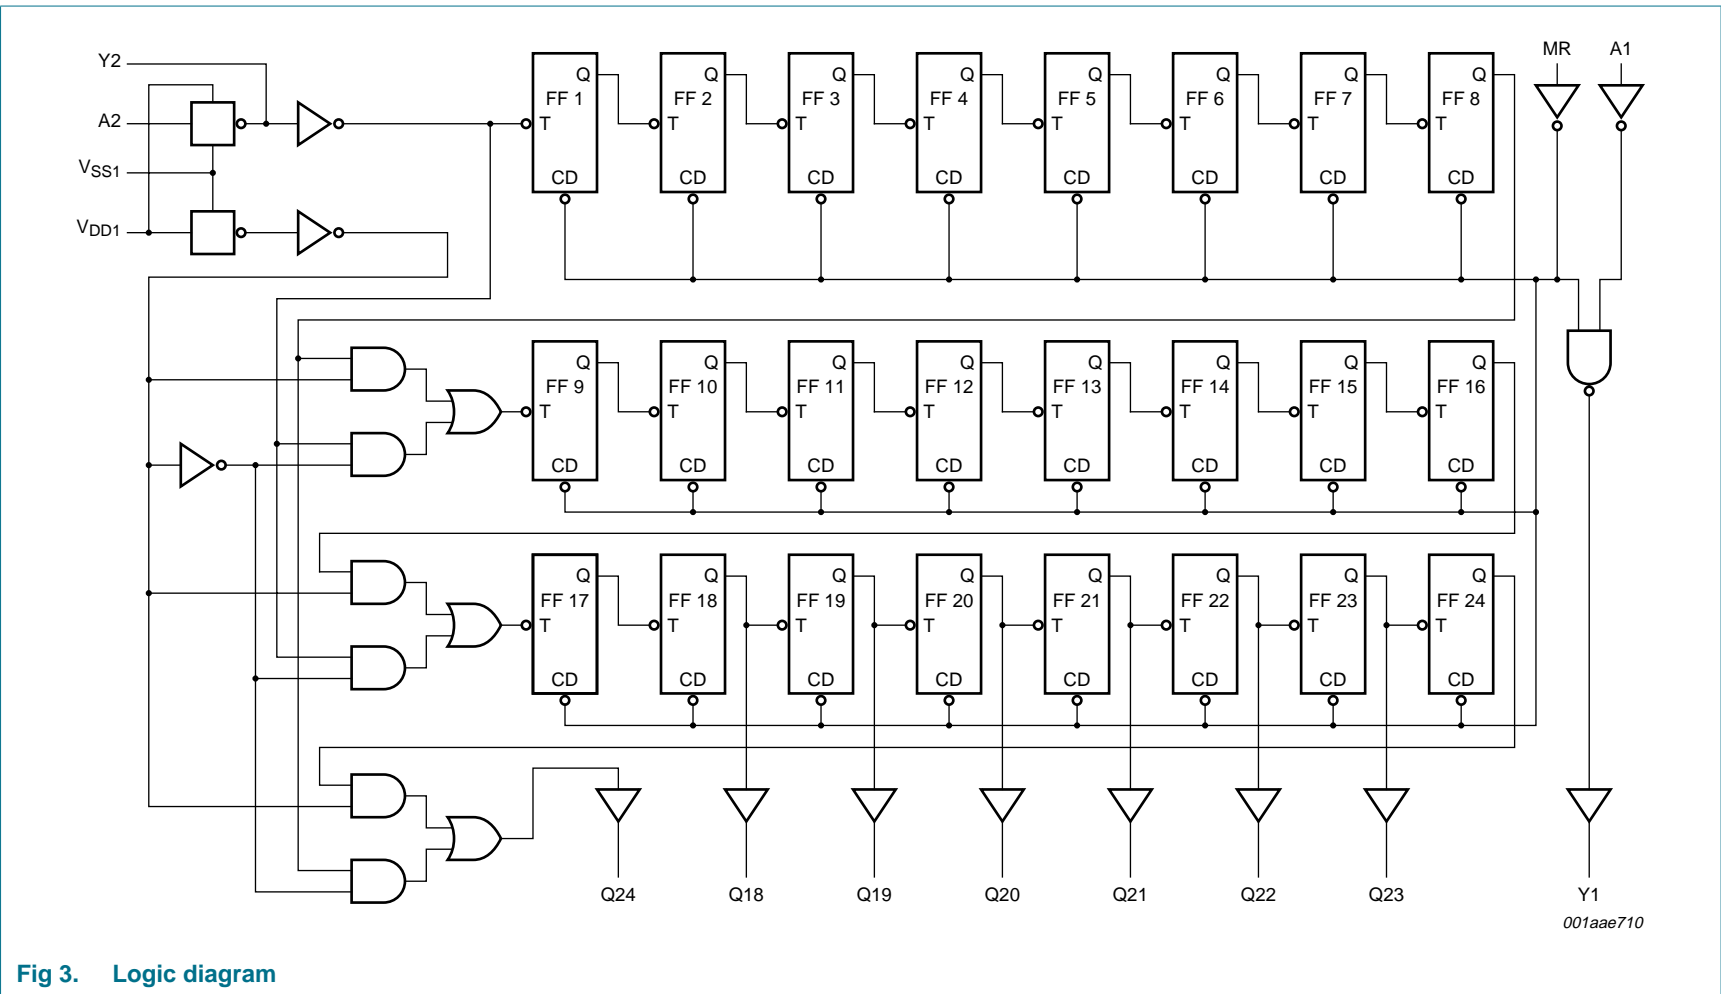 Y2
A2
VSS1
VDD1
MR A1
Q Q Q Q Q Q Q Q
FF 1 FF 2 FF 3 FF 4 FF 5 FF 6 FF 7 FF 8
T T T T T T T T
CD CD CD CD CD CD CD CD
Q Q Q Q Q Q Q Q
FF 9 FF 10 FF 11 FF 12 FF 13 FF 14 FF 15 FF 16
T T T T T T T T
CD CD CD CD CD CD CD CD
Q Q Q Q Q Q Q Q
FF 17 FF 18 FF 19 FF 20 FF 21 FF 22 FF 23 FF 24
T T T T T T T T
CD CD CD CD CD CD CD CD
Q24 Q18 Q19 Q20 Q21 Q22 Q23 Y1
001aae710
Fig 3. Logic diagram